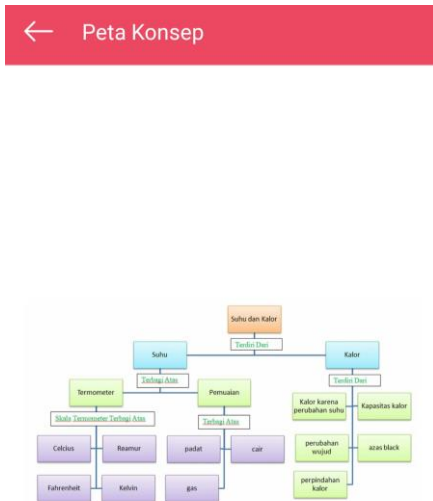 Peta Konsep
Suhu dan Kalor
Terdiri Dari
Suhu
Kalor
Terbagi Atas
Terdiri Dari
Termometer
Pemuaian
Kalor karena
perubahan suhu
Kapasitas kalor
Skala Termometer Terbagi Atas
Terbagi Atas
Celcius
Reamur
padat
cair
perubahan
wujud
azas black
Fahrenheit
Kelvin
gas
perpindahan
kalor